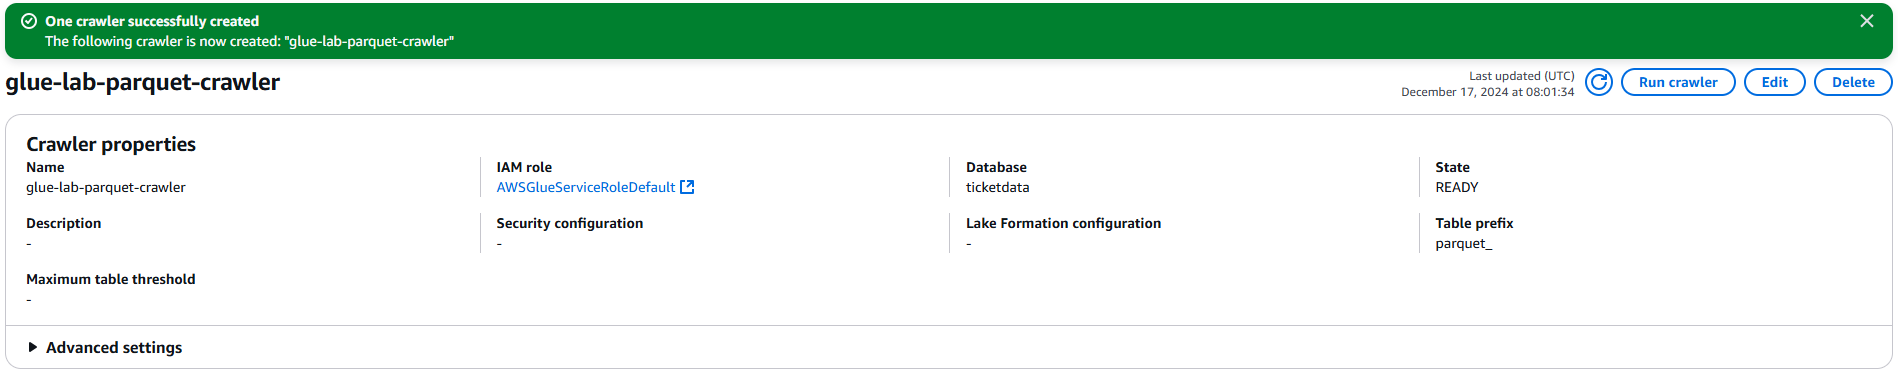 One crawler successfully created
The following crawler is now created: "glue-lab-parquet-crawler"
glue-lab-parquet-crawler
Last updated (UTC)
December 17, 2024 at 08:01:34
Run crawler
Edit
Delete
Crawler properties
Name
glue-lab-parquet-crawler
IAM role
AWSGlueServiceRoleDefault
Database
ticketdata
State
READY
Description
-
Security configuration
-
Lake Formation configuration
-
Table prefix
parquet_
Maximum table threshold
-
Advanced settings